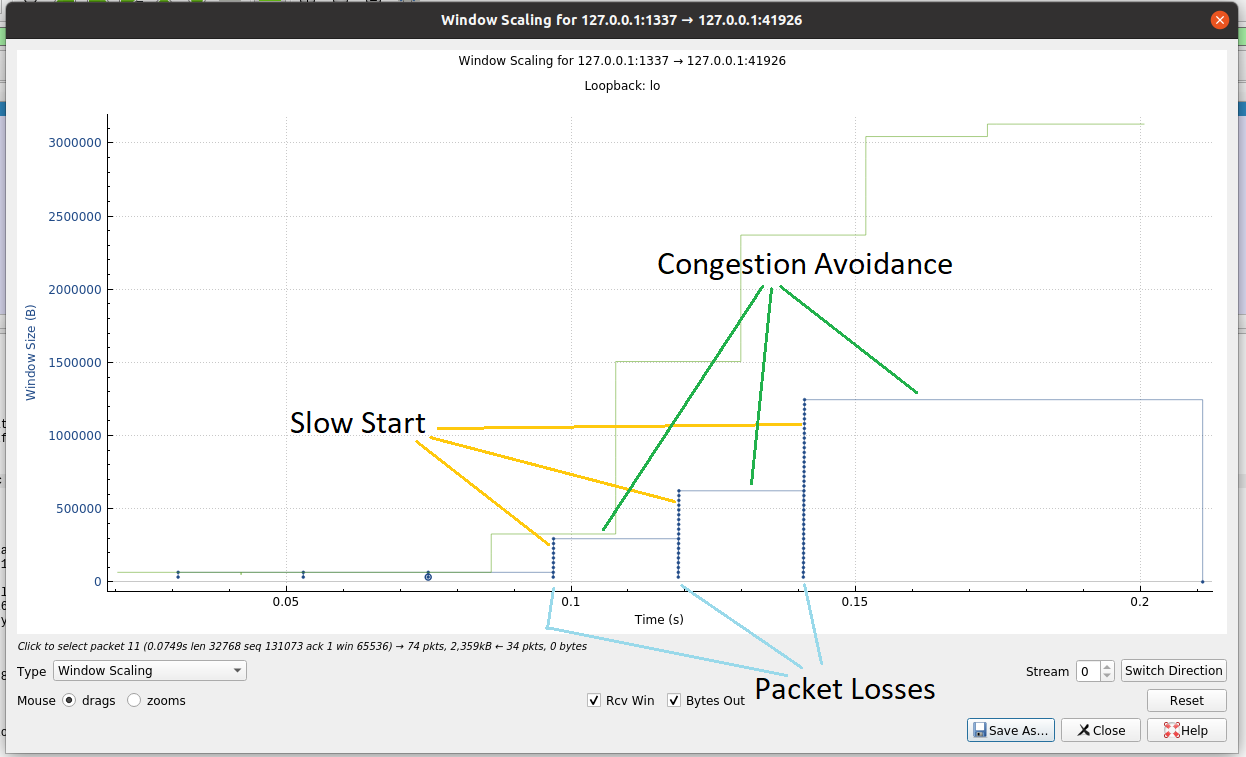 Window Scaling for 127.0.0.1:1337 → 127.0.0.1:41926
Window Scaling for 127.0.0.1:1337 → 127.0.0.1:41926
Loopback: lo
3000000
2500000
2000000
1500000
1000000
500000
0
Window Size (B)
Congestion Avoidance
Slow Start
0.05
0.1
0.15
0.2
Time (s)
Click to select packet 11 (0.0749s len 32768 seq 131073 ack 1 win 65536) → 74 pkts, 2,359kB ← 34 pkts, 0 bytes
Packet Losses
Type Window Scaling
Stream 0 Switch Direction
Mouse drags zooms
Rcv Win Bytes Out
Reset
Save As... Close Help